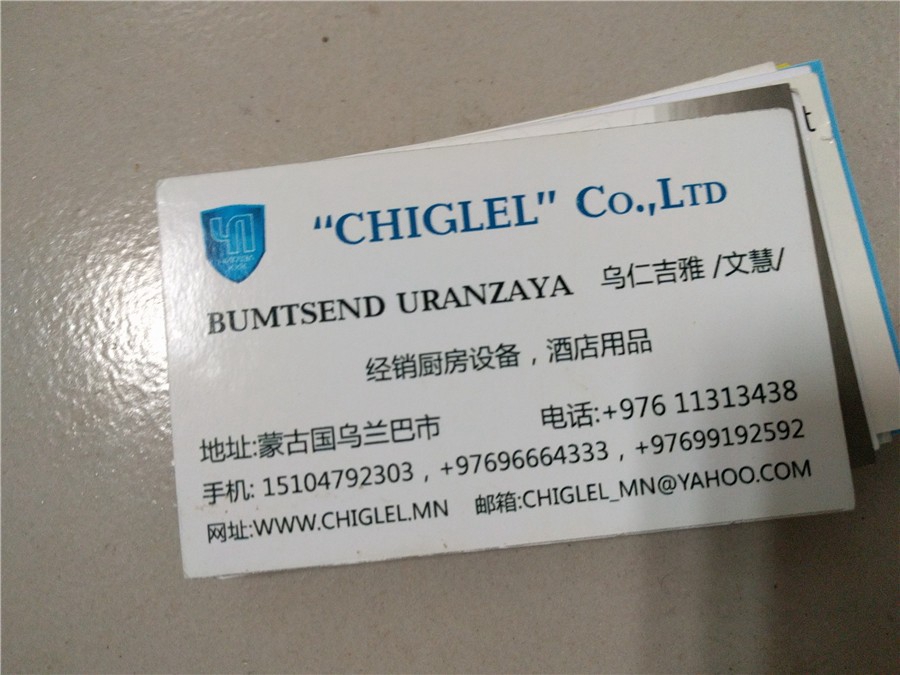 “CHIGLEL” CO.,LTD
BUMTSEND URANZAYA 乌仁吉雅 /文慧/
经销厨房设备，酒店用品
地址:蒙古国乌兰巴市 电话:+976 11313438
手机: 15104792303，+97696664333，+97699192592
网址:WWW.CHIGLEL.MN 邮箱:CHIGLEL_MN@YAHOO.COM
t